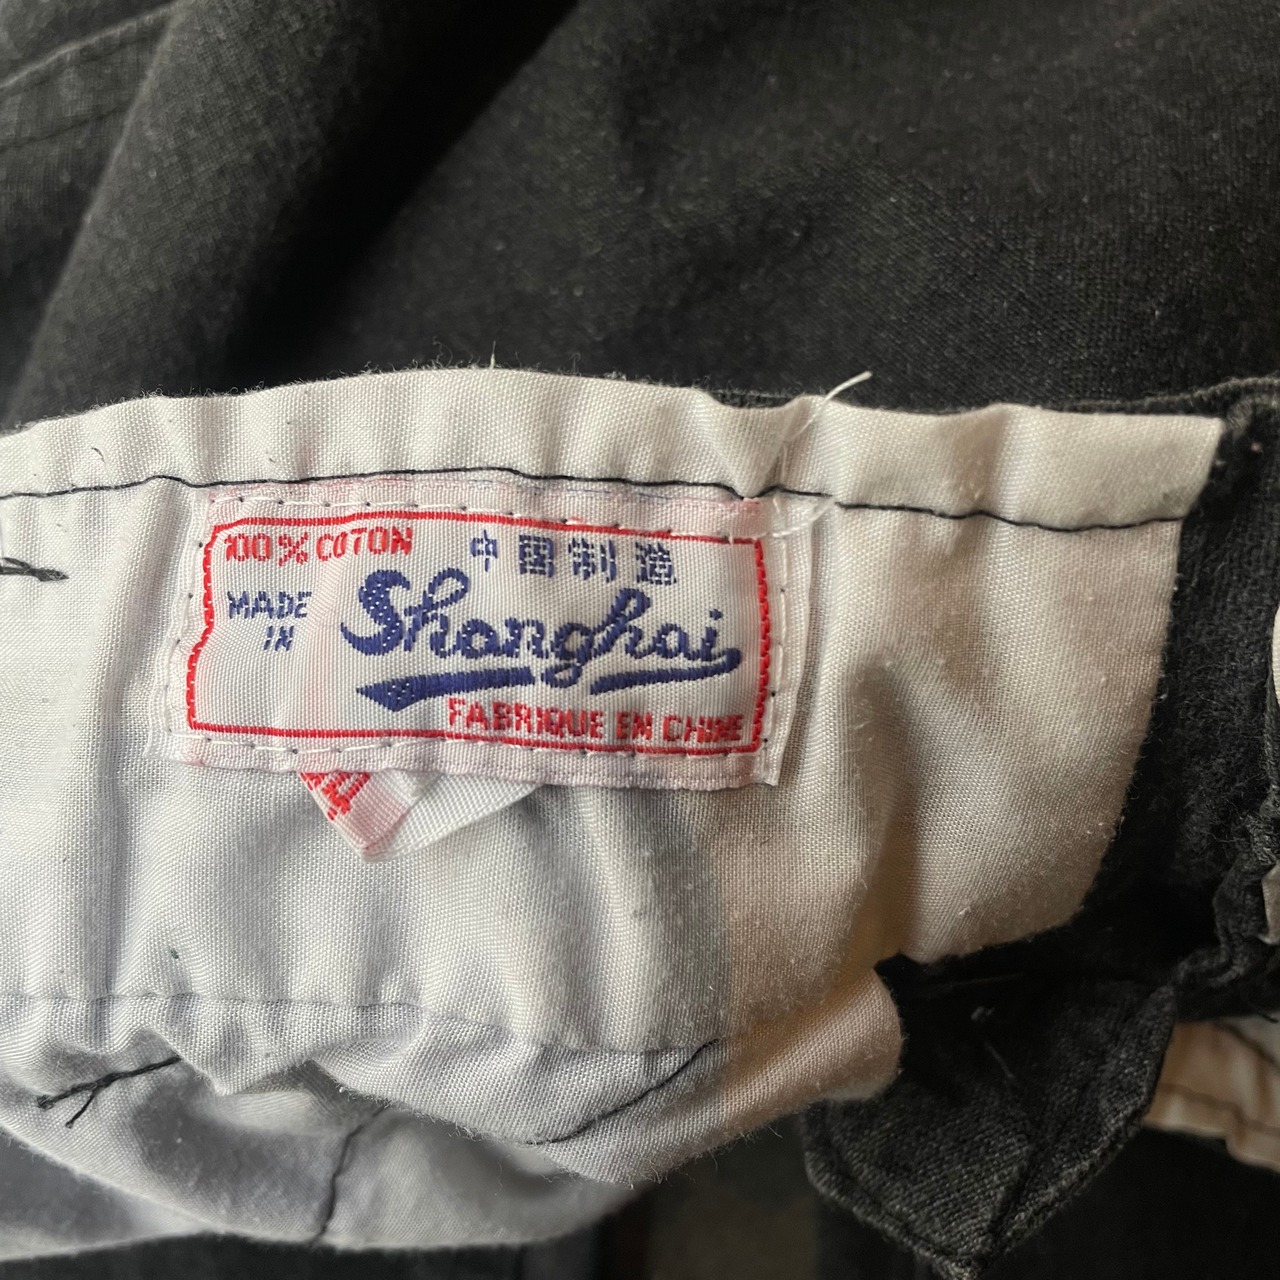 100% COTON
中国制造
MADE
IN
Shanghai
FABRIQUE EN CHINE